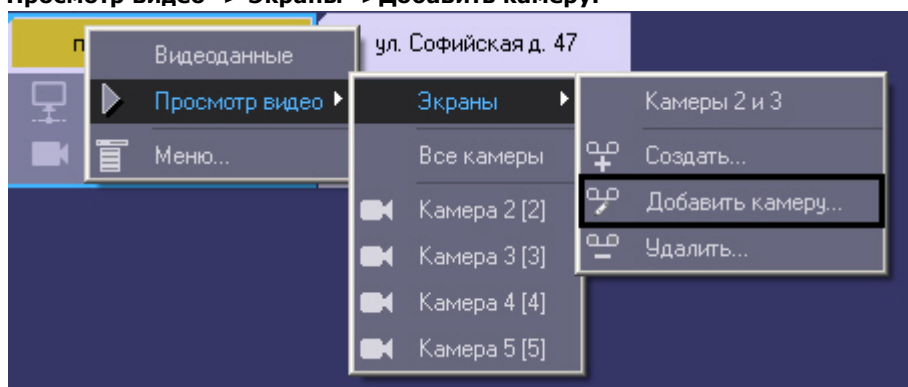 Просмотр видео -> Экраны ->Добавить камеру.
п
ул. Софийская д. 47
Видеоданные
Просмотр видео
Меню...
Экраны
Все камеры
Камера 2 [2]
Камера 3 [3]
Камера 4 [4]
Камера 5 [5]
Камеры 2 и 3
Создать...
Добавить камеру...
Удалить...